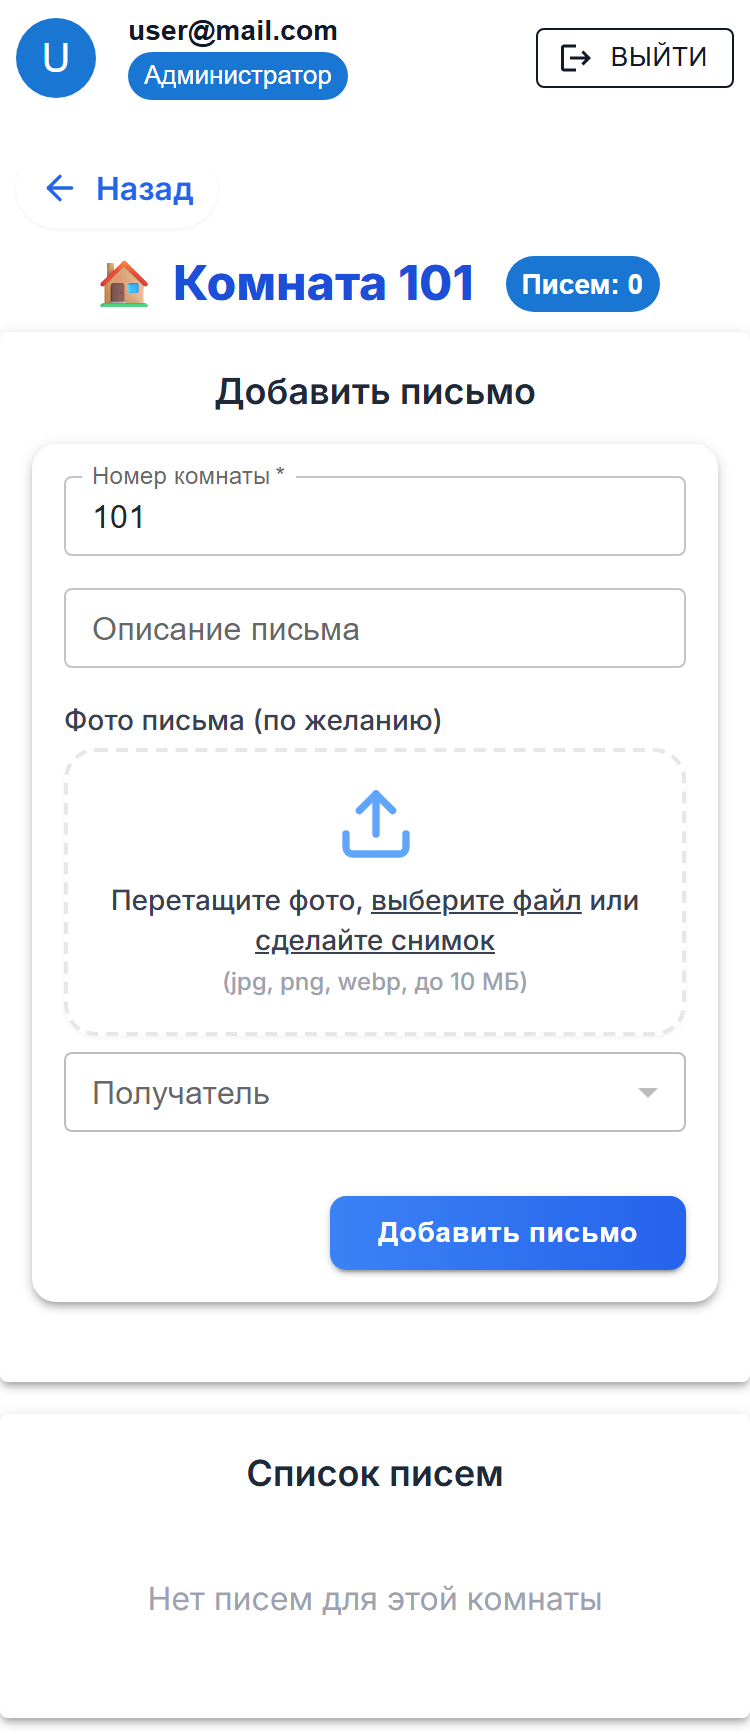 U
user@mail.com
Администратор
ВЫЙТИ
Назад
Комната 101
Писем: 0
Добавить письмо
Номер комнаты *
101
Описание письма
Фото письма (по желанию)
Перетащите фото, выберите файл или
сделайте снимок
(jpg, png, webp, до 10 МБ)
Получатель
Добавить письмо
Список писем
Нет писем для этой комнаты